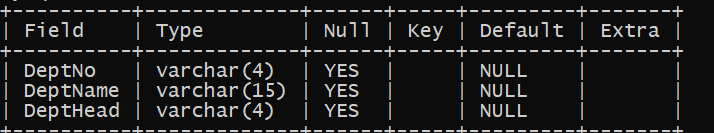 +----------+-------------+------+-----+---------+-------+
| Field    | Type        | Null | Key | Default | Extra |
+----------+-------------+------+-----+---------+-------+
| DeptNo   | varchar(4)  | YES  |     | NULL    |       |
| DeptName | varchar(15) | YES  |     | NULL    |       |
| DeptHead | varchar(4)  | YES  |     | NULL    |       |
+----------+-------------+------+-----+---------+-------+